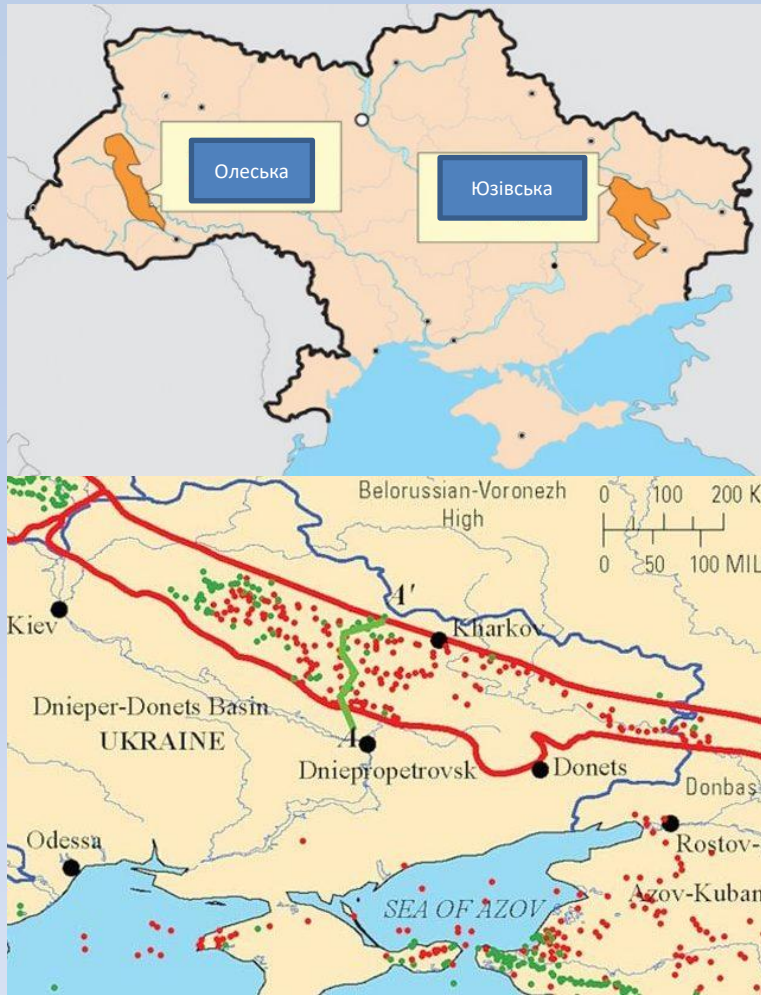 Олеська
Юзівська
Belorussian-Voronezh
High
0 100 200 K
0 50 100 MIL
A'
Kiev
Kharkov
Dnieper-Donets Basin
UKRAINE
A
Dniepropetrovsk
Donets
Donbas
Odessa
Rostov-
SEA OF AZOV
Azov-Kuban